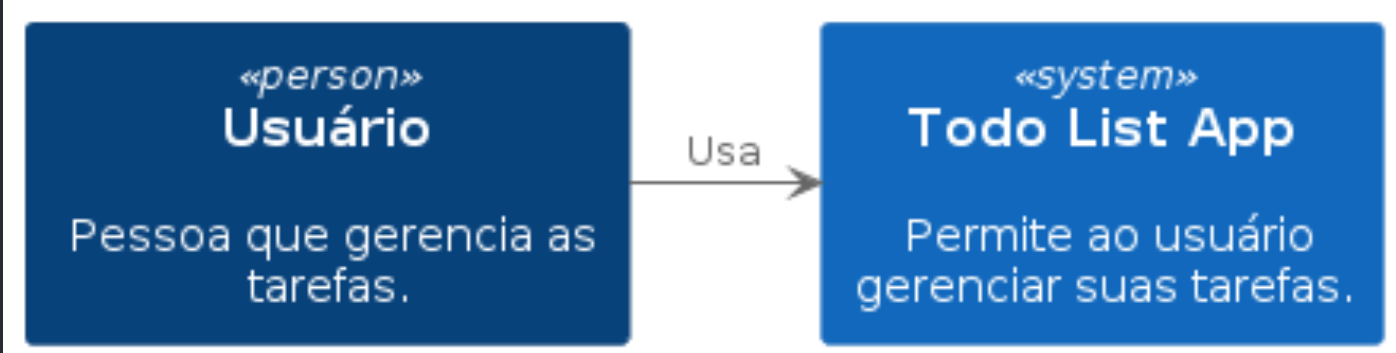 «person»
Usuário
Pessoa que gerencia as
tarefas.
Usa
«system»
Todo List App
Permite ao usuário
gerenciar suas tarefas.